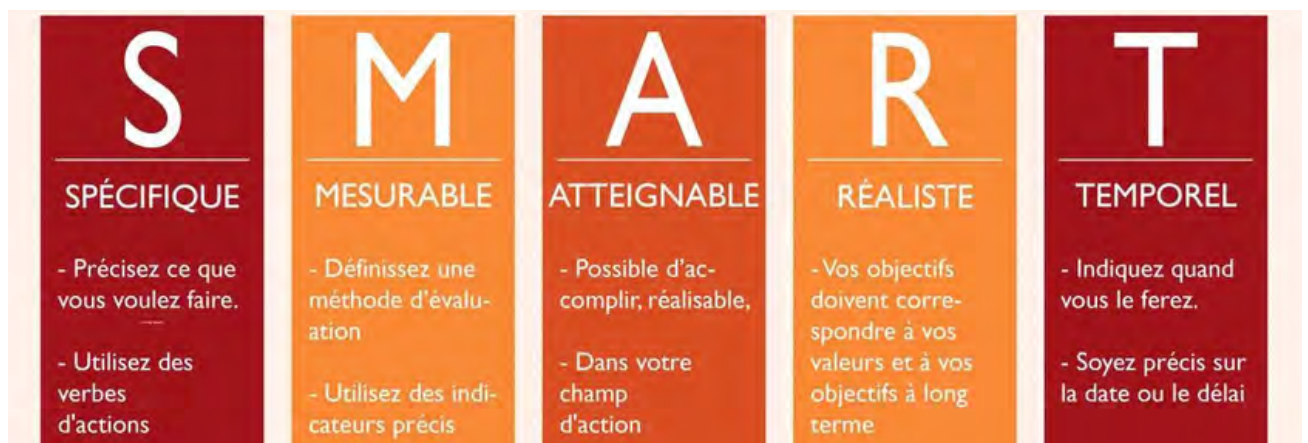 S
SPÉCIFIQUE
- Précisez ce que
vous voulez faire.
- Utilisez des
verbes
d'actions
M
MESURABLE
- Définissez une
méthode d'évalu-
ation
- Utilisez des indi-
cateurs précis
A
ATTEIGNABLE
- Possible d'ac-
complir, réalisable,
- Dans votre
champ
d'action
R
RÉALISTE
- Vos objectifs
doivent corre-
spondre à vos
valeurs et à vos
objectifs à long
terme
T
TEMPOREL
- Indiquez quand
vous le ferez.
- Soyez précis sur
la date ou le délai